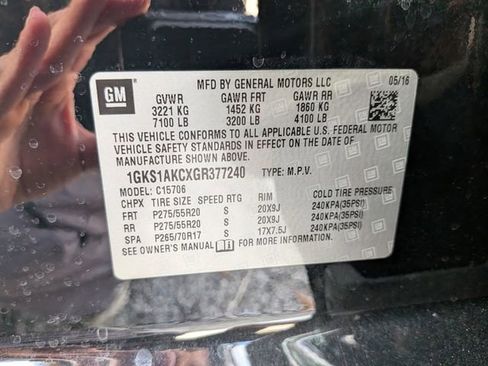 GM
MFD BY GENERAL MOTORS LLC
05/16
GVWR GAWR FRT GAWR RR
3221 KG 1452 KG 1860 KG
7100 LB 3200 LB 4100 LB
THIS VEHICLE CONFORMS TO ALL APPLICABLE U.S. FEDERAL MOTOR
VEHICLE SAFETY STANDARDS IN EFFECT ON THE DATE OF
MANUFACTURE SHOWN ABOVE.
1GKS1AKCXGR377240 TYPE: M.P.V.
MODEL: C15706
CHPX TIRE SIZE SPEED RTG RIM COLD TIRE PRESSURE
FRT P275/55R20 S 20X9J 240KPA(35PSI)
RR P275/55R20 S 20X9J 240KPA(35PSI)
SPA P265/70R17 S 17X7.5J 240KPA(35PSI)
SEE OWNER'S MANUAL FOR MORE INFORMATION.